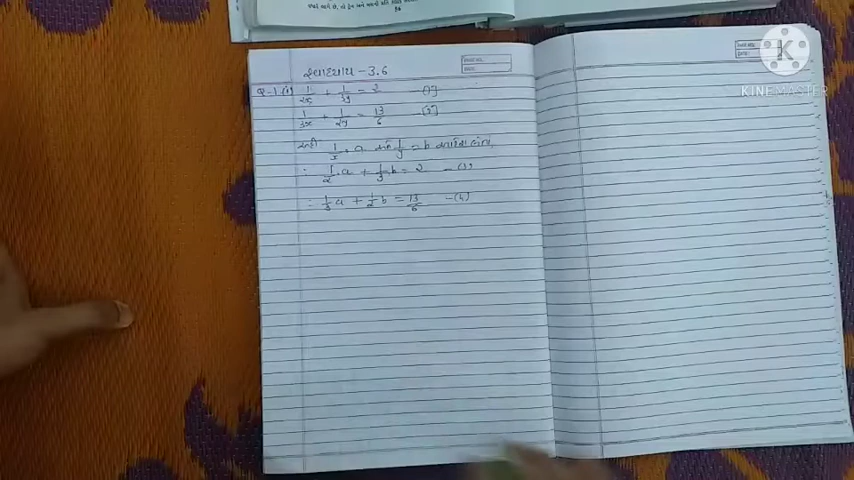 સ્વાધ્યાય - 3.6
Q-1 (i) 1/2x + 1/3y = 2 —(1)
1/3x + 1/2y = 13/6 —(2)
1/x = a અને 1/y = b
∴ 1/2 . a + 1/3 b = 2 —(3)
∴ 1/3 a + 1/2 b = 13/6 —(4)
KINEMASTER